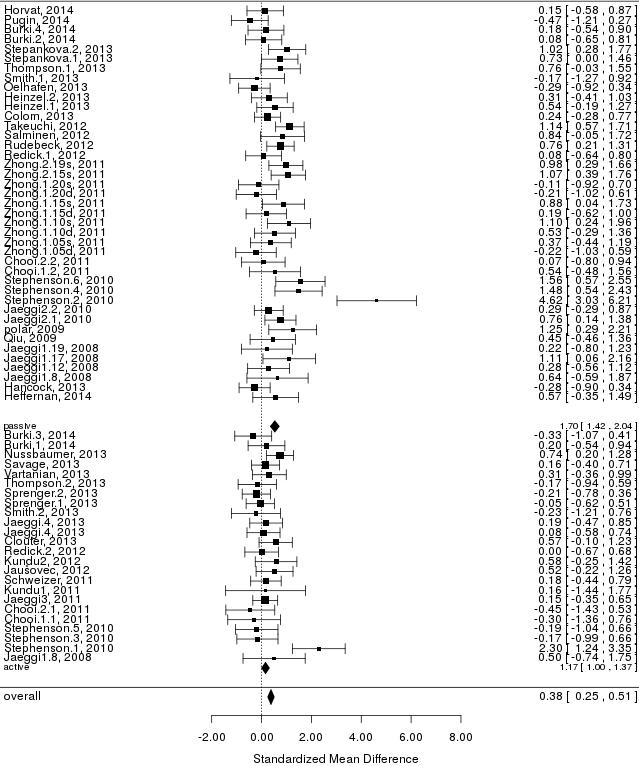 Horvat, 2014 0.15 [ -0.58 , 0.87 ]
Pugin, 2014 -0.47 [ -1.21 , 0.27 ]
Burki.4, 2014 0.18 [ -0.54 , 0.90 ]
Burki.2, 2014 0.08 [ -0.65 , 0.81 ]
Stepankova.2, 2013 1.02 [ 0.28 , 1.77 ]
Stepankova.1, 2013 0.73 [ 0.00 , 1.46 ]
Thompson.1, 2013 0.76 [ -0.03 , 1.55 ]
Smith.1, 2013 -0.17 [ -1.27 , 0.92 ]
Oelhafen, 2013 -0.29 [ -0.92 , 0.34 ]
Heinzel.2, 2013 0.31 [ -0.41 , 1.03 ]
Heinzel.1, 2013 0.54 [ -0.19 , 1.27 ]
Colom, 2013 0.24 [ -0.28 , 0.77 ]
Takeuchi, 2012 1.14 [ 0.57 , 1.71 ]
Salminen, 2012 0.84 [ -0.05 , 1.72 ]
Rudebeck, 2012 0.76 [ 0.21 , 1.31 ]
Redick.1, 2012 0.08 [ -0.64 , 0.80 ]
Zhong.2.19s, 2011 0.98 [ 0.29 , 1.66 ]
Zhong.2.15s, 2011 1.07 [ 0.39 , 1.76 ]
Zhong.1.20s, 2011 -0.11 [ -0.92 , 0.70 ]
Zhong.1.20d, 2011 -0.21 [ -1.02 , 0.61 ]
Zhong.1.15s, 2011 0.88 [ 0.04 , 1.73 ]
Zhong.1.15d, 2011 0.19 [ -0.62 , 1.00 ]
Zhong.1.10s, 2011 1.10 [ 0.24 , 1.96 ]
Zhong.1.10d, 2011 0.53 [ -0.29 , 1.36 ]
Zhong.1.05s, 2011 0.37 [ -0.44 , 1.19 ]
Zhong.1.05d, 2011 -0.22 [ -1.03 , 0.59 ]
Chooi.2.2, 2011 0.07 [ -0.80 , 0.94 ]
Chooi.1.2, 2011 0.54 [ -0.48 , 1.56 ]
Stephenson.6, 2010 1.56 [ 0.57 , 2.55 ]
Stephenson.4, 2010 1.48 [ 0.54 , 2.43 ]
Stephenson.2, 2010 4.62 [ 3.03 , 6.21 ]
Jaeggi2.2, 2010 0.29 [ -0.29 , 0.87 ]
Jaeggi2.1, 2010 0.76 [ 0.14 , 1.38 ]
polar, 2009 1.25 [ 0.29 , 2.21 ]
Qiu, 2009 0.45 [ -0.46 , 1.36 ]
Jaeggi1.19, 2008 0.22 [ -0.80 , 1.23 ]
Jaeggi1.17, 2008 1.11 [ 0.06 , 2.16 ]
Jaeggi1.12, 2008 0.28 [ -0.56 , 1.12 ]
Jaeggi1.8, 2008 0.64 [ -0.59 , 1.87 ]
Hancock, 2013 -0.28 [ -0.90 , 0.34 ]
Heffernan, 2014 0.57 [ -0.35 , 1.49 ]
passive 1.70 [ 1.42 , 2.04 ]
Burki.3, 2014 -0.33 [ -1.07 , 0.41 ]
Burki.1, 2014 0.20 [ -0.54 , 0.94 ]
Nussbaumer, 2013 0.74 [ 0.20 , 1.28 ]
Savage, 2013 0.16 [ -0.40 , 0.71 ]
Vartanian, 2013 0.31 [ -0.36 , 0.99 ]
Thompson.2, 2013 -0.17 [ -0.94 , 0.59 ]
Sprenger.2, 2013 -0.21 [ -0.78 , 0.36 ]
Sprenger.1, 2013 -0.05 [ -0.62 , 0.51 ]
Smith.2, 2013 -0.23 [ -1.21 , 0.76 ]
Jaeggi.4, 2013 0.19 [ -0.47 , 0.85 ]
Jaeggi.4, 2013 0.08 [ -0.58 , 0.74 ]
Clouter, 2013 0.57 [ -0.10 , 1.23 ]
Redick.2, 2012 0.00 [ -0.67 , 0.68 ]
Kundu2, 2012 0.58 [ -0.25 , 1.42 ]
Jausovec, 2012 0.52 [ -0.22 , 1.26 ]
Schweizer, 2011 0.18 [ -0.44 , 0.79 ]
Kundu1, 2011 0.16 [ -1.44 , 1.77 ]
Jaeggi3, 2011 0.15 [ -0.35 , 0.65 ]
Chooi.2.1, 2011 -0.45 [ -1.43 , 0.53 ]
Chooi.1.1, 2011 -0.30 [ -1.36 , 0.76 ]
Stephenson.5, 2010 -0.19 [ -1.04 , 0.66 ]
Stephenson.3, 2010 -0.17 [ -0.99 , 0.66 ]
Stephenson.1, 2010 2.30 [ 1.24 , 3.35 ]
Jaeggi1.8, 2008 0.50 [ -0.74 , 1.75 ]
active 1.17 [ 1.00 , 1.37 ]
overall 0.38 [ 0.25 , 0.51 ]
-2.00 0.00 2.00 4.00 6.00 8.00
Standardized Mean Difference